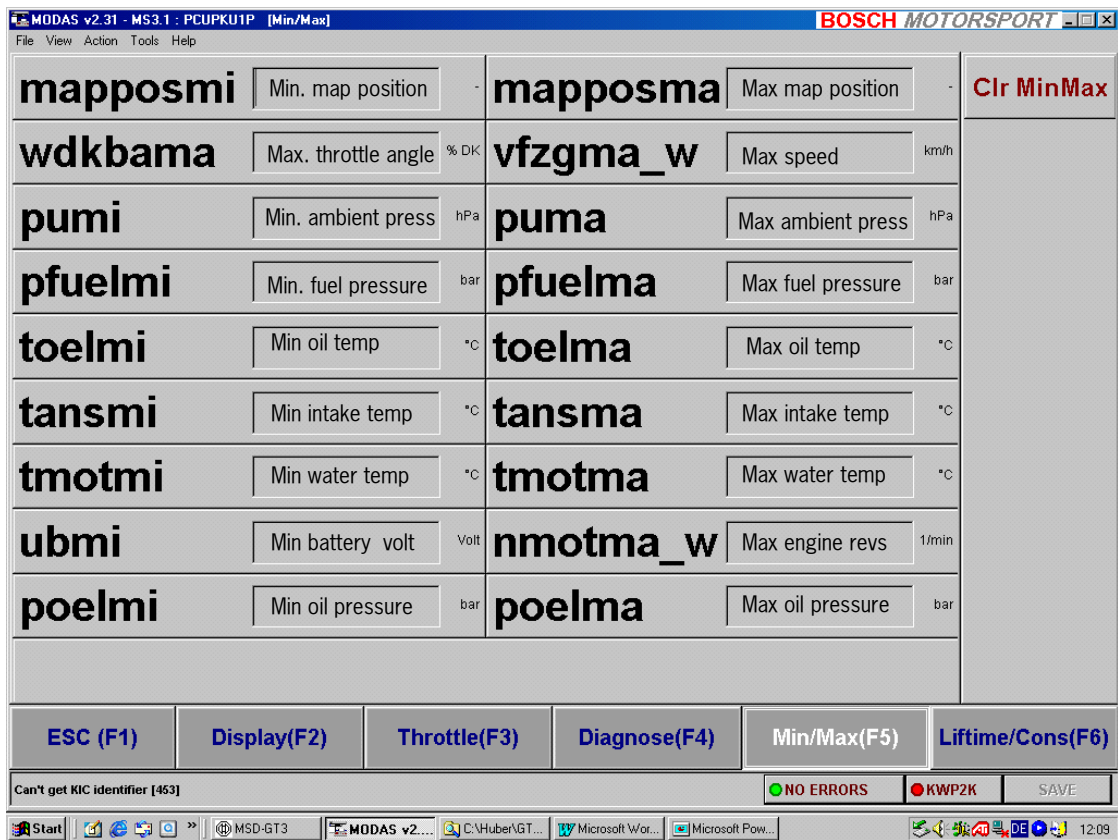 MODAS v2.31 - MS3.1 : PCUPKU1P [Min/Max] BOSCH MOTORSPORT
File View Action Tools Help
mapposmi Min. map position - mapposma Max map position - Clr MinMax
wdkbama Max. throttle angle % DK vfzgma_w Max speed km/h
pumi Min. ambient press hPa puma Max ambient press hPa
pfuelmi Min. fuel pressure bar pfuelma Max fuel pressure bar
toelmi Min oil temp °C toelma Max oil temp °C
tansmi Min intake temp °C tansma Max intake temp °C
tmotmi Min water temp °C tmotma Max water temp °C
ubmi Min battery volt Volt nmotma_w Max engine revs 1/min
poelmi Min oil pressure bar poelma Max oil pressure bar
ESC (F1) Display(F2) Throttle(F3) Diagnose(F4) Min/Max(F5) Liftime/Cons(F6)
Can't get KIC identifier [453] NO ERRORS KWP2K SAVE
Start » MSD-GT3 MODAS v2.... C:\Huber\GT... Microsoft Wor... Microsoft Pow... DE 12:09